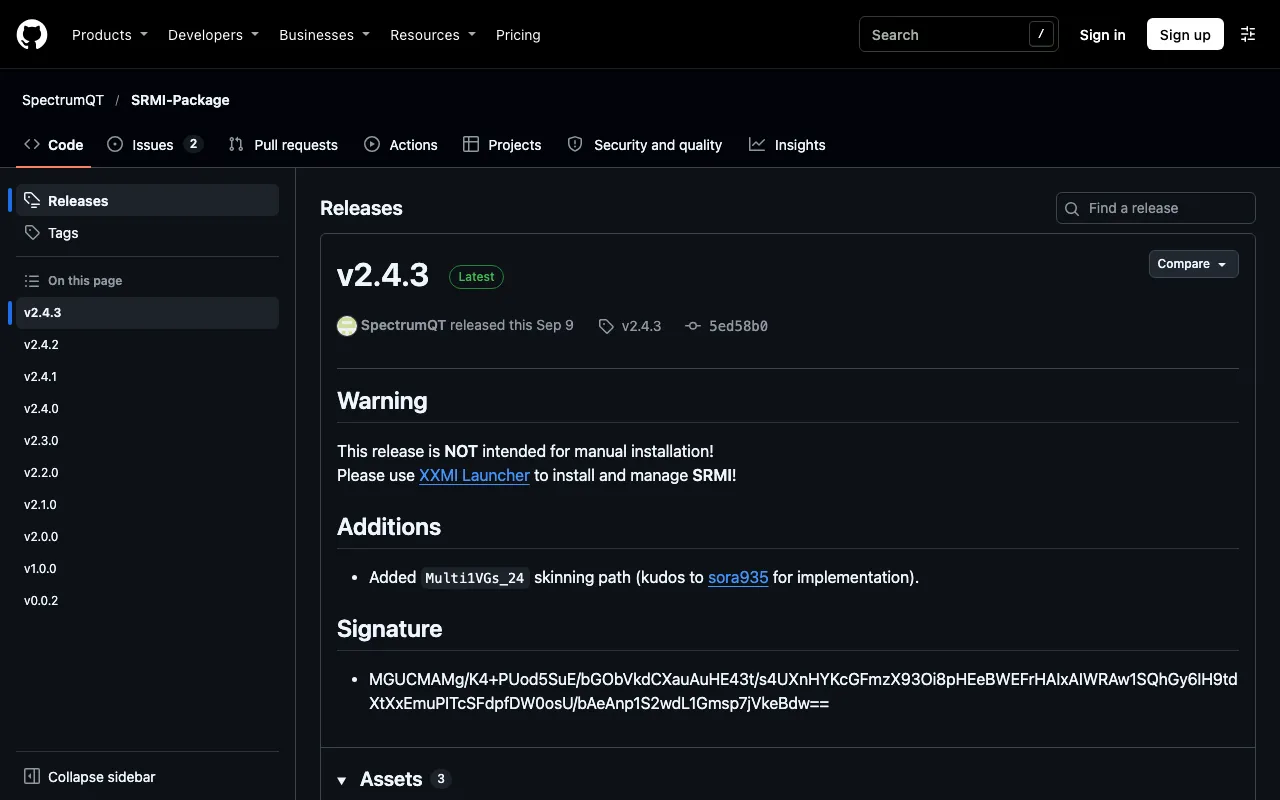 Products Developers Businesses Resources Pricing Search / Sign in Sign up
SpectrumQT / SRMI-Package
Code Issues 2 Pull requests Actions Projects Security and quality Insights
Releases
Tags
On this page
v2.4.3
v2.4.2
v2.4.1
v2.4.0
v2.3.0
v2.2.0
v2.1.0
v2.0.0
v1.0.0
v0.0.2
Collapse sidebar
Releases
Find a release
v2.4.3 Latest
Compare
SpectrumQT released this Sep 9 v2.4.3 5ed58b0
Warning
This release is NOT intended for manual installation!
Please use XXMI Launcher to install and manage SRMI!
Additions
• Added Multi1VGs_24 skinning path (kudos to sora935 for implementation).
Signature
• MGUCMAMg/K4+PUod5SuE/bGObVkdCXauAuHE43t/s4UXnHYKcGFmzX93Oi8pHEeBWEFrHAIxAIWRAw1SQhGy6lH9td
XtXxEmuPITcSFdpfDW0osU/bAeAnp1S2wdL1Gmsp7jVkeBdw==
Assets 3